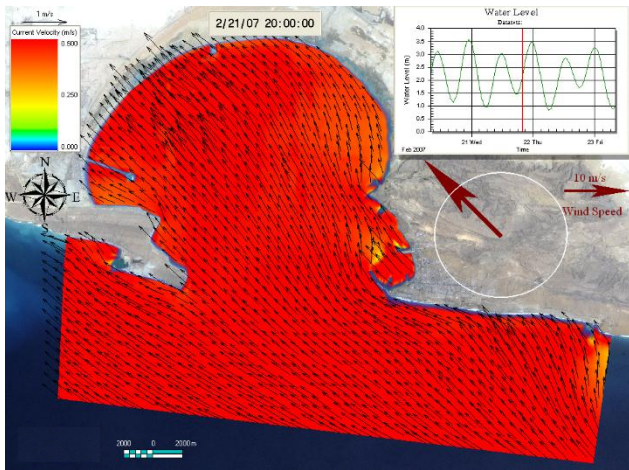 1 m/s
Current Velocity (m/s)
0.500
0.250
0.000
2/21/07 20:00:00
Water Level
Datasets:
Water Level (m)
4.0
3.5
3.0
2.5
2.0
1.5
1.0
0.5
0.0
21 Wed
22 Thu
23 Fri
Feb 2007
Time
N
W
E
S
10 m/s
Wind Speed
2000 0 2000m